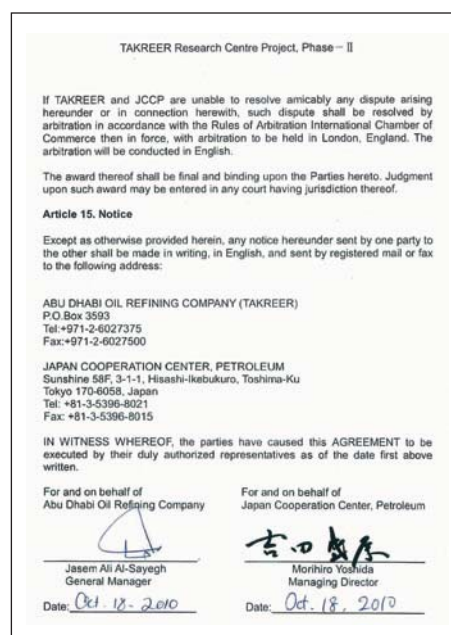 TAKREER Research Centre Project, Phase – II
If TAKREER and JCCP are unable to resolve amicably any dispute arising
hereunder or in connection herewith, such dispute shall be resolved by
arbitration in accordance with the Rules of Arbitration International Chamber of
Commerce then in force, with arbitration to be held in London, England. The
arbitration will be conducted in English.
The award thereof shall be final and binding upon the Parties hereto. Judgment
upon such award may be entered in any court having jurisdiction thereof.
Article 15. Notice
Except as otherwise provided herein, any notice hereunder sent by one party to
the other shall be made in writing, in English, and sent by registered mail or fax
to the following address:
ABU DHABI OIL REFINING COMPANY (TAKREER)
P.O.Box 3593
Tel:+971-2-6027375
Fax:+971-2-6027500
JAPAN COOPERATION CENTER, PETROLEUM
Sunshine 58F, 3-1-1, Hisashi-Ikebukuro, Toshima-Ku
Tokyo 170-6058, Japan
Tel: +81-3-5396-8021
Fax: +81-3-5396-8015
IN WITNESS WHEREOF, the parties have caused this AGREEMENT to be
executed by their duly authorized representatives as of the date first above
written.
For and on behalf of
Abu Dhabi Oil Refining Company
Jasem Ali Al-Sayegh
General Manager
Date: Oct. 18 - 2010
For and on behalf of
Japan Cooperation Center, Petroleum
吉田盛厚
Morihiro Yoshida
Managing Director
Date: Oct. 18, 2010